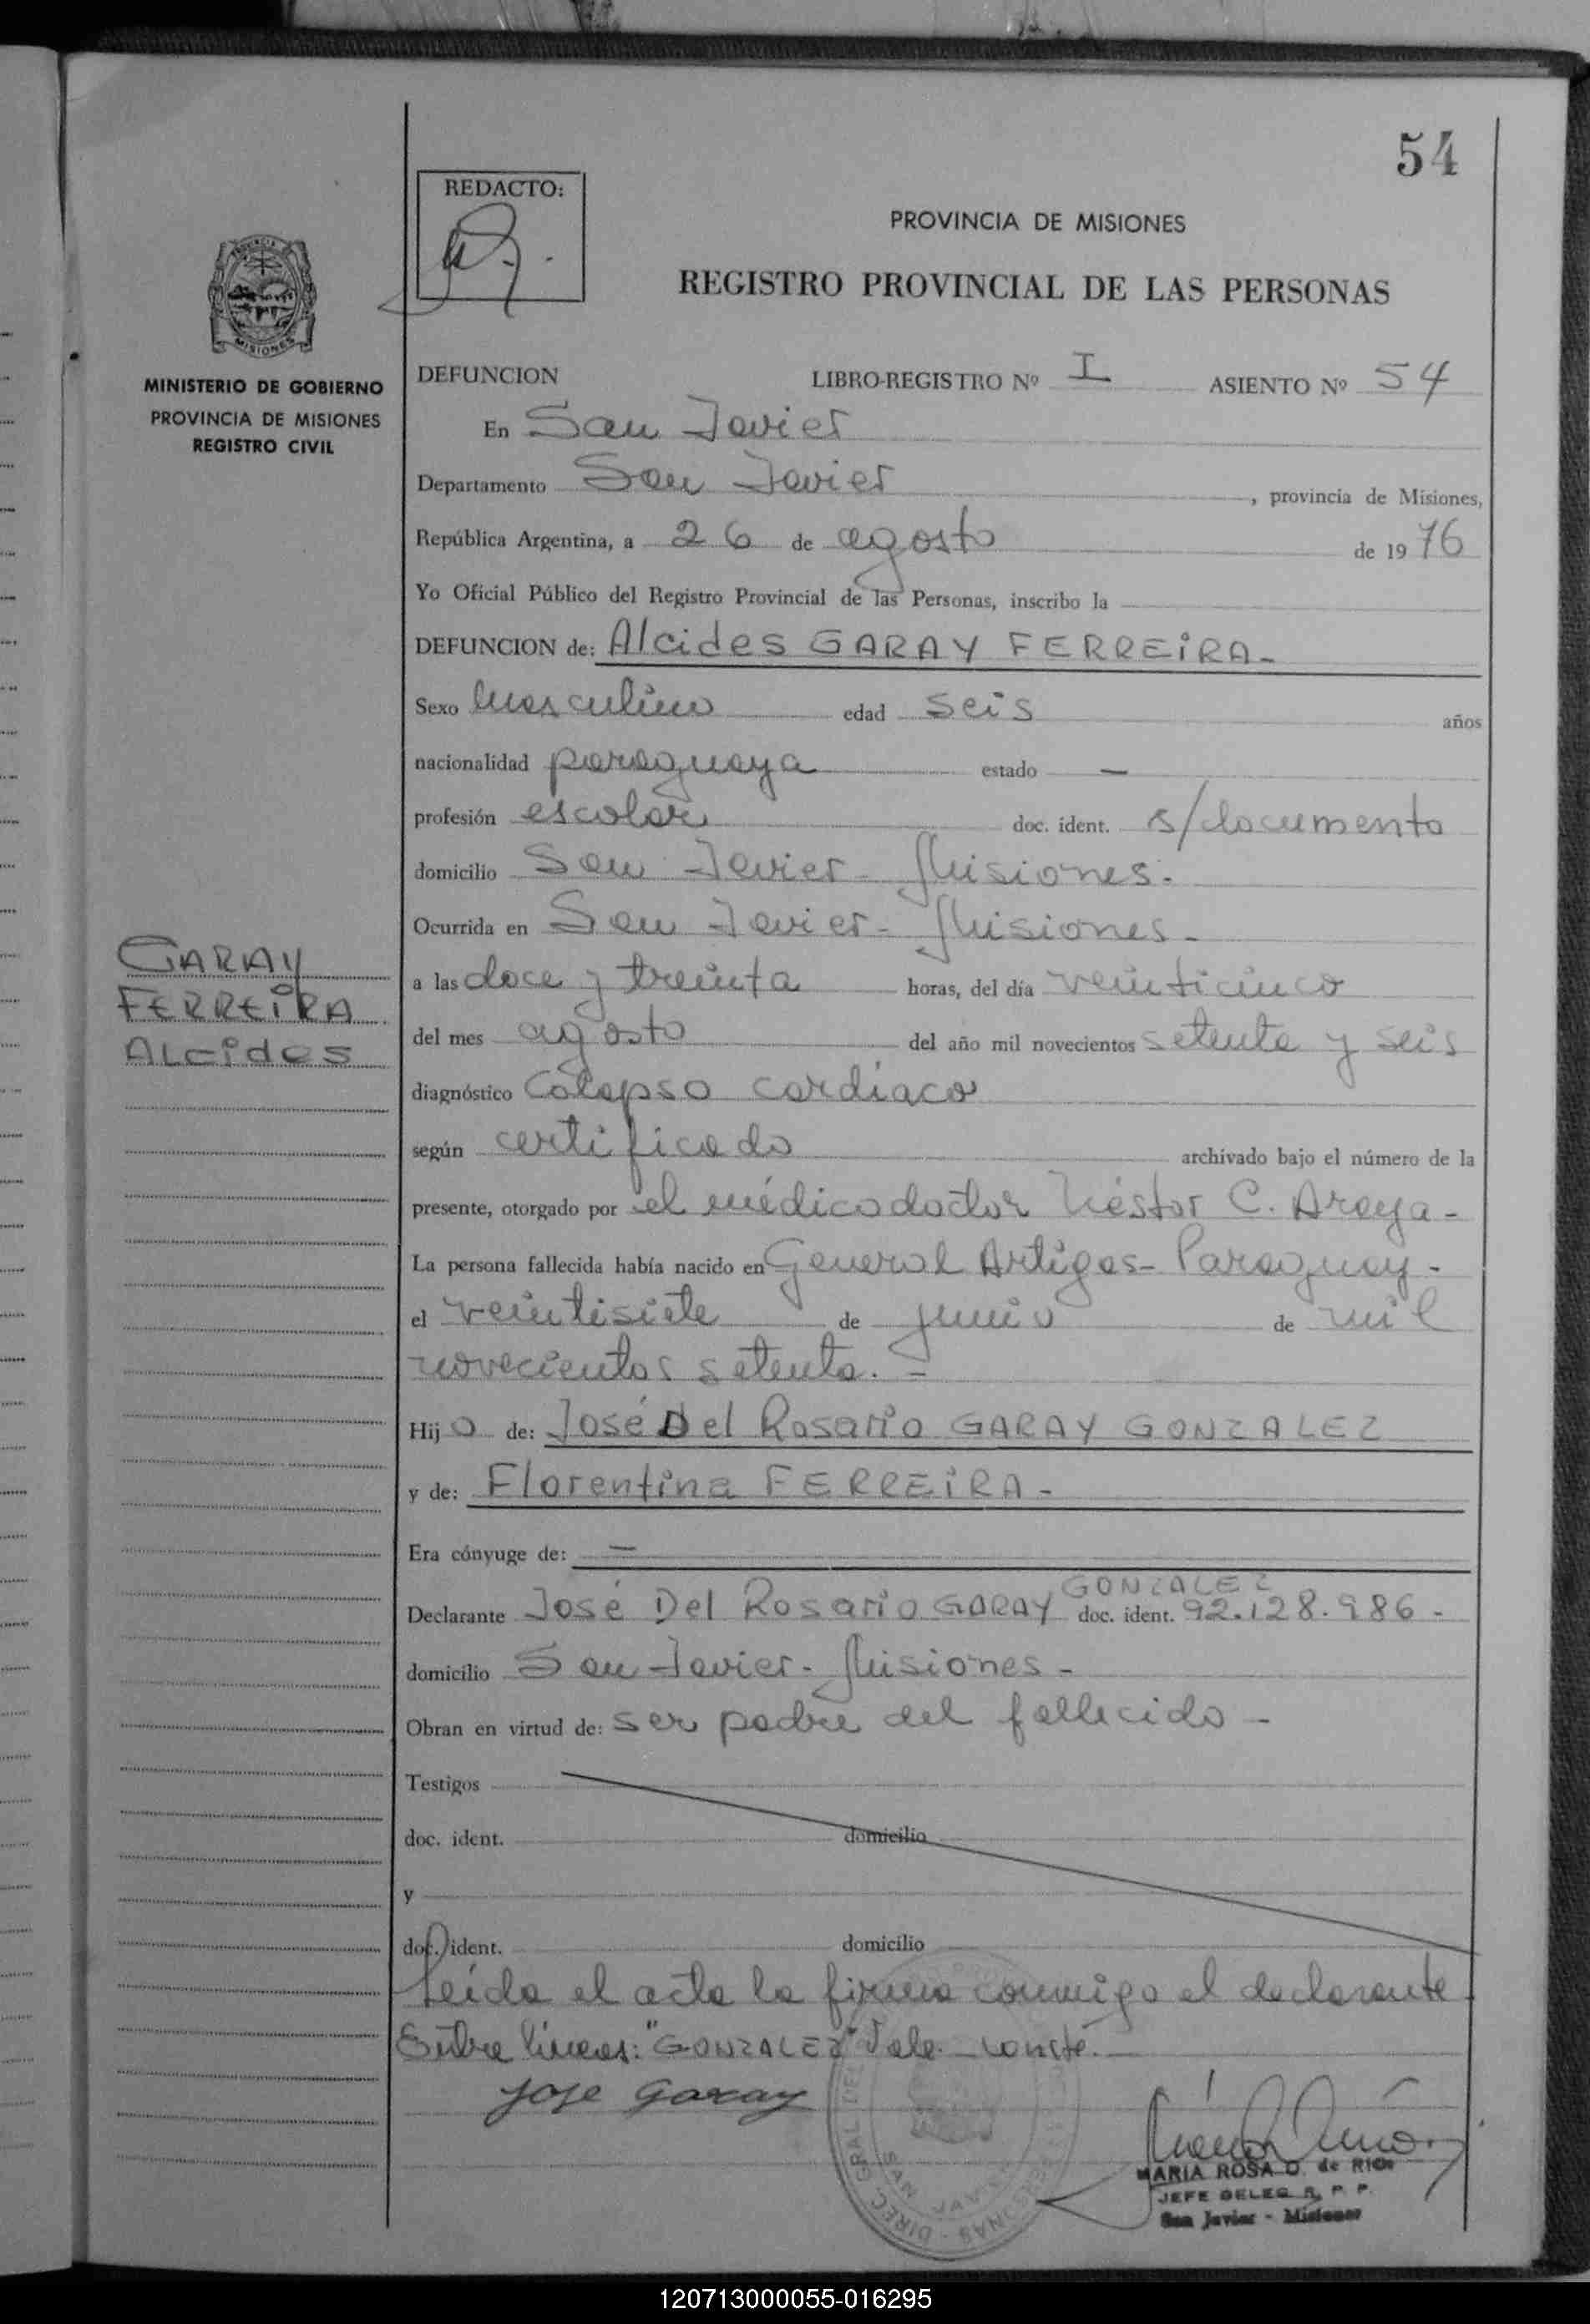 54
REDACTO:
PROVINCIA DE MISIONES
REGISTRO PROVINCIAL DE LAS PERSONAS
MISIONES
MINISTERIO DE GOBIERNO
PROVINCIA DE MISIONES
REGISTRO CIVIL
DEFUNCION LIBRO-REGISTRO Nº I ASIENTO Nº 54
En San Javier
Departamento San Javier, provincia de Misiones,
República Argentina, a 26 de agosto de 1976
Yo Oficial Público del Registro Provincial de las Personas, inscribo la
DEFUNCION de: Alcides GARAY FERREIRA-
Sexo masculino edad seis años
nacionalidad paraguaya estado —
profesión escolar doc. ident. s/documento
domicilio San Javier - Misiones.
Ocurrida en San Javier - Misiones -
GARAY
FERREIRA
Alcides
a las doce y treinta horas, del día veinticinco
del mes agosto del año mil novecientos setenta y seis
diagnóstico Colapso cardíaco
según certificado archivado bajo el número de la
presente, otorgado por el médico doctor Néstor C. Araya -
La persona fallecida había nacido en General Artigas - Paraguay -
el veintisiete de junio de mil
novecientos setenta. -
Hijo de: José Del Rosario GARAY GONZALEZ
y de: Florentina FERREIRA -
Era cónyuge de: —
GONZALEZ
Declarante José Del Rosario GARAY doc. ident. 92.128.986 -
domicilio San Javier - Misiones -
Obran en virtud de: ser padre del fallecido -
Testigos
doc. ident. domicilio
y
doc. ident. domicilio
Leída el acta la firma conmigo el declarante.
Entre líneas: "GONZALEZ" Vale. Conste. -
Jose Garay
MARIA ROSA O. de RIOS
JEFE DELEG. R. P. P.
San Javier - Misiones
120713000055-016295